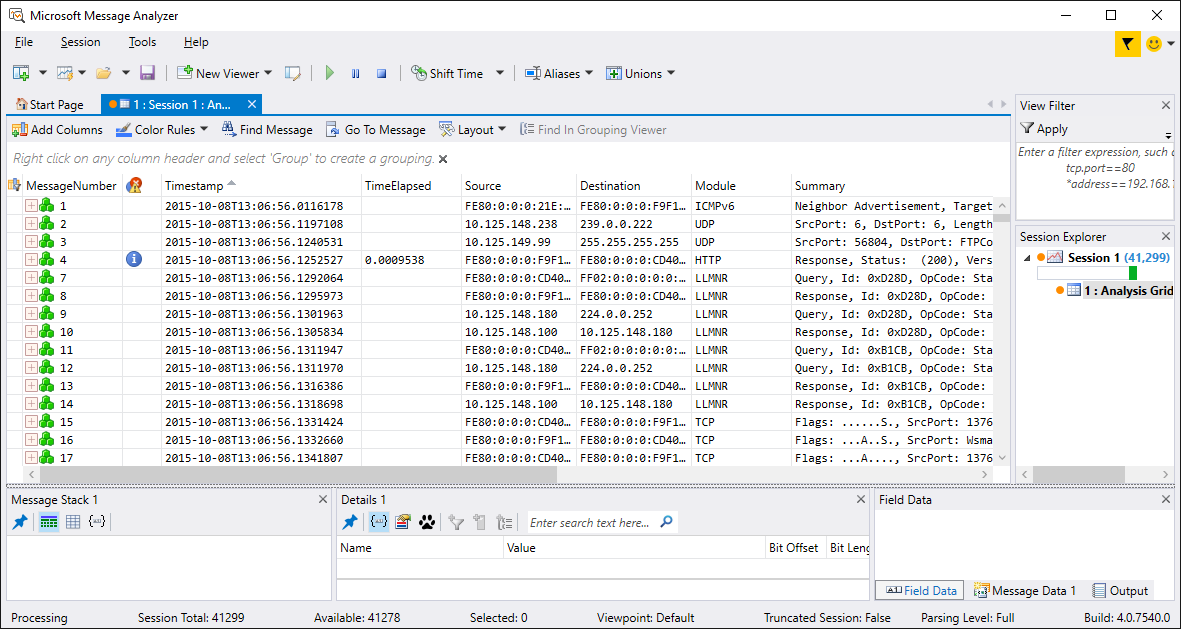 Microsoft Message Analyzer
File Session Tools Help
New Viewer Shift Time Aliases Unions
Start Page 1 : Session 1 : An...
Add Columns Color Rules Find Message Go To Message Layout Find In Grouping Viewer
Right click on any column header and select 'Group' to create a grouping.
MessageNumber Timestamp TimeElapsed Source Destination Module Summary
1 2015-10-08T13:06:56.0116178 FE80:0:0:0:21E:... FE80:0:0:0:F9F1... ICMPv6 Neighbor Advertisement, Target
2 2015-10-08T13:06:56.1197108 10.125.148.238 239.0.0.222 UDP SrcPort: 6, DstPort: 6, Length
3 2015-10-08T13:06:56.1240531 10.125.149.99 255.255.255.255 UDP SrcPort: 56804, DstPort: FTPCo
4 2015-10-08T13:06:56.1252527 0.0009538 FE80:0:0:0:F9F1... FE80:0:0:0:CD40... HTTP Response, Status: (200), Vers
7 2015-10-08T13:06:56.1292064 FE80:0:0:0:CD40... FF02:0:0:0:0:0:... LLMNR Query, Id: 0xD28D, OpCode: Sta
8 2015-10-08T13:06:56.1295973 FE80:0:0:0:F9F1... FE80:0:0:0:CD40... LLMNR Response, Id: 0xD28D, OpCode:
9 2015-10-08T13:06:56.1301963 10.125.148.180 224.0.0.252 LLMNR Query, Id: 0xD28D, OpCode: Sta
10 2015-10-08T13:06:56.1305834 10.125.148.100 10.125.148.180 LLMNR Response, Id: 0xD28D, OpCode:
11 2015-10-08T13:06:56.1311947 FE80:0:0:0:CD40... FF02:0:0:0:0:0:... LLMNR Query, Id: 0xB1CB, OpCode: Sta
12 2015-10-08T13:06:56.1311970 10.125.148.180 224.0.0.252 LLMNR Query, Id: 0xB1CB, OpCode: Sta
13 2015-10-08T13:06:56.1316386 FE80:0:0:0:F9F1... FE80:0:0:0:CD40... LLMNR Response, Id: 0xB1CB, OpCode:
14 2015-10-08T13:06:56.1318698 10.125.148.100 10.125.148.180 LLMNR Response, Id: 0xB1CB, OpCode:
15 2015-10-08T13:06:56.1331424 FE80:0:0:0:CD40... FE80:0:0:0:F9F1... TCP Flags: ......S., SrcPort: 1376
16 2015-10-08T13:06:56.1332660 FE80:0:0:0:F9F1... FE80:0:0:0:CD40... TCP Flags: ...A..S., SrcPort: Wsma
17 2015-10-08T13:06:56.1341807 FE80:0:0:0:CD40... FE80:0:0:0:F9F1... TCP Flags: ...A...., SrcPort: 1376
View Filter
Apply
Enter a filter expression, such a
tcp.port==80
*address==192.168.1
Session Explorer
Session 1 (41,299)
1 : Analysis Grid
Message Stack 1
Details 1
Enter search text here...
Name Value Bit Offset Bit Leng
Field Data
Field Data Message Data 1 Output
Processing Session Total: 41299 Available: 41278 Selected: 0 Viewpoint: Default Truncated Session: False Parsing Level: Full Build: 4.0.7540.0